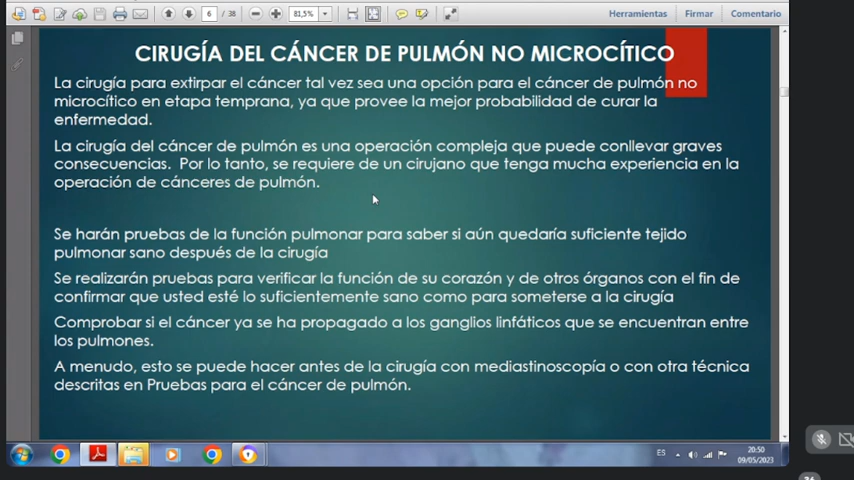 6 / 38
81,5%
Herramientas
Firmar
Comentario
CIRUGÍA DEL CÁNCER DE PULMÓN NO MICROCÍTICO
La cirugía para extirpar el cáncer tal vez sea una opción para el cáncer de pulmón no
microcítico en etapa temprana, ya que provee la mejor probabilidad de curar la
enfermedad.
La cirugía del cáncer de pulmón es una operación compleja que puede conllevar graves
consecuencias. Por lo tanto, se requiere de un cirujano que tenga mucha experiencia en la
operación de cánceres de pulmón.
Se harán pruebas de la función pulmonar para saber si aún quedaría suficiente tejido
pulmonar sano después de la cirugía
Se realizarán pruebas para verificar la función de su corazón y de otros órganos con el fin de
confirmar que usted esté lo suficientemente sano como para someterse a la cirugía
Comprobar si el cáncer ya se ha propagado a los ganglios linfáticos que se encuentran entre
los pulmones.
A menudo, esto se puede hacer antes de la cirugía con mediastinoscopía o con otra técnica
descritas en Pruebas para el cáncer de pulmón.
ES
20:50
09/05/2023